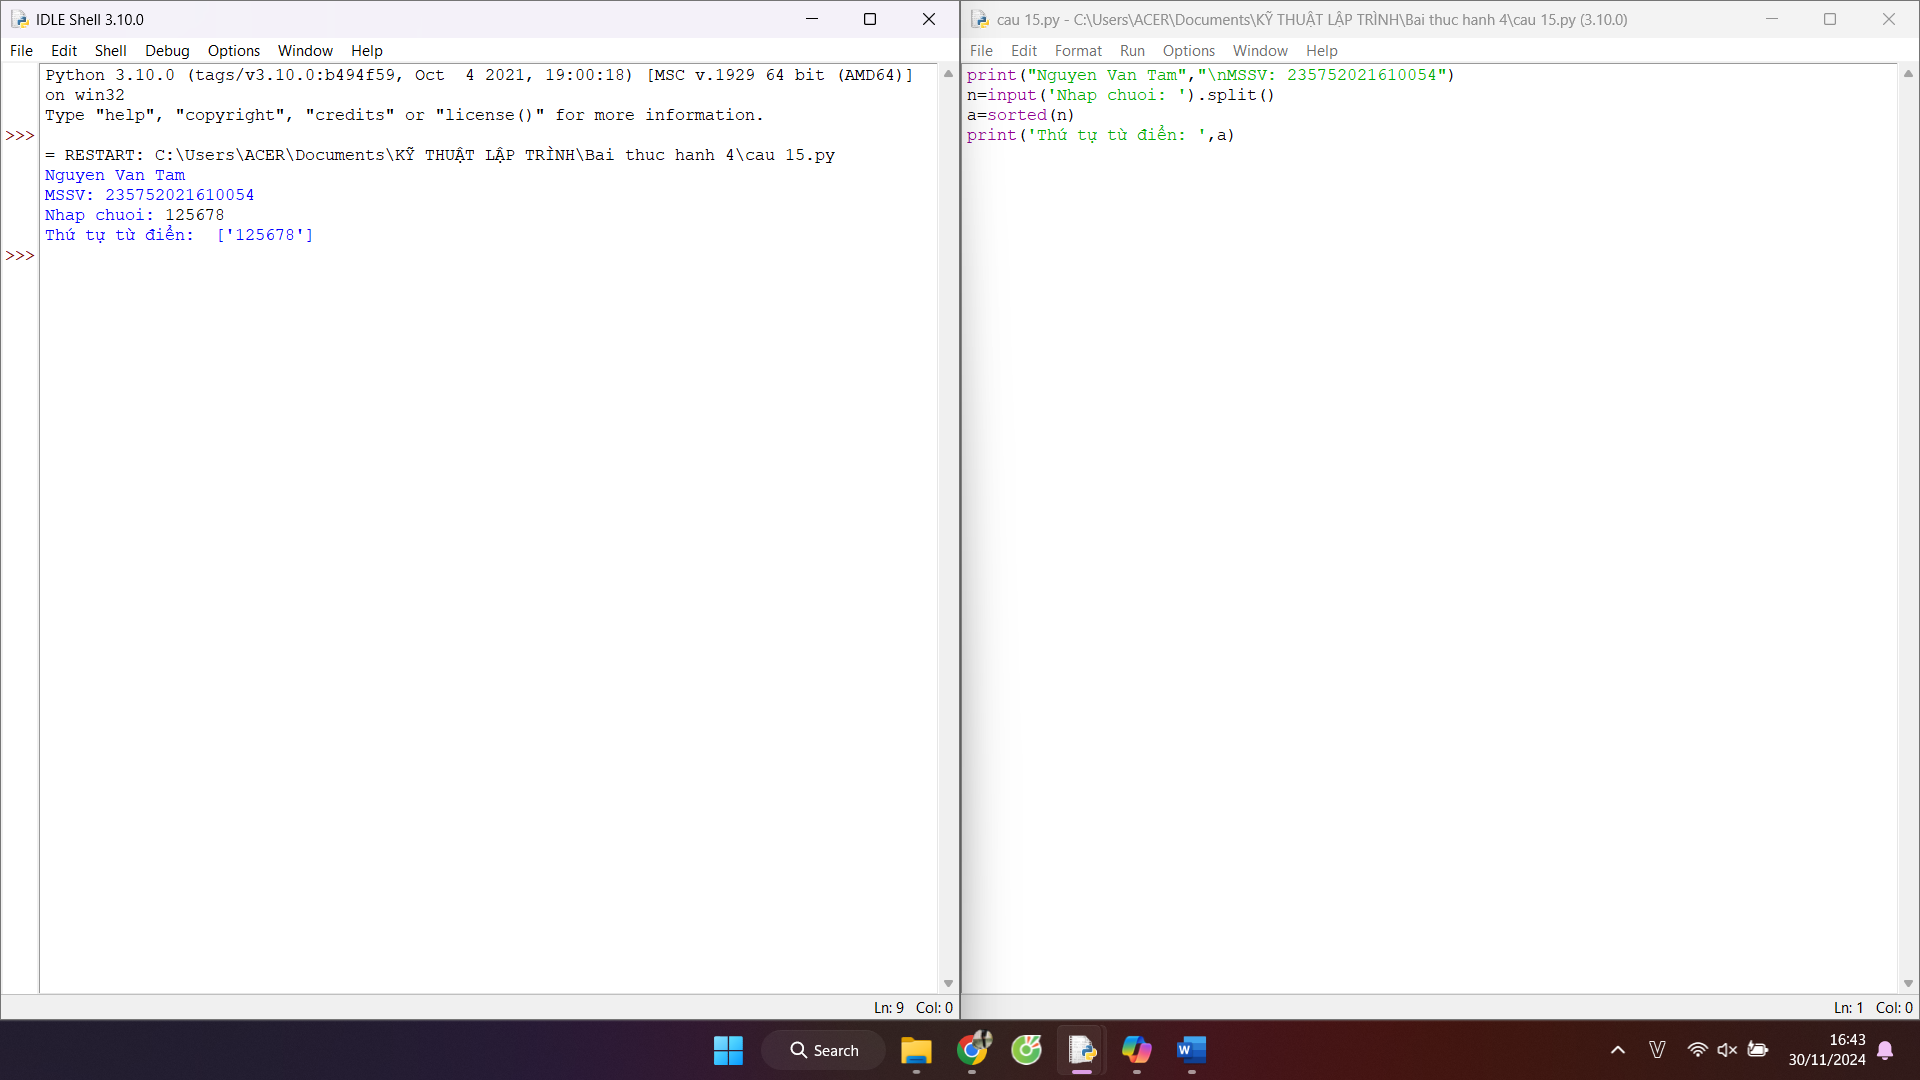 IDLE Shell 3.10.0
File Edit Shell Debug Options Window Help
Python 3.10.0 (tags/v3.10.0:b494f59, Oct  4 2021, 19:00:18) [MSC v.1929 64 bit (AMD64)]
on win32
Type "help", "copyright", "credits" or "license()" for more information.
>>>
= RESTART: C:\Users\ACER\Documents\KỸ THUẬT LẬP TRÌNH\Bai thuc hanh 4\cau 15.py
Nguyen Van Tam
MSSV: 235752021610054
Nhap chuoi: 125678
Thứ tự từ điển:  ['125678']
>>>
Ln: 9 Col: 0
cau 15.py - C:\Users\ACER\Documents\KỸ THUẬT LẬP TRÌNH\Bai thuc hanh 4\cau 15.py (3.10.0)
File Edit Format Run Options Window Help
print("Nguyen Van Tam","\nMSSV: 235752021610054")
n=input('Nhap chuoi: ').split()
a=sorted(n)
print('Thứ tự từ điển: ',a)
Ln: 1 Col: 0
Search
16:43
30/11/2024